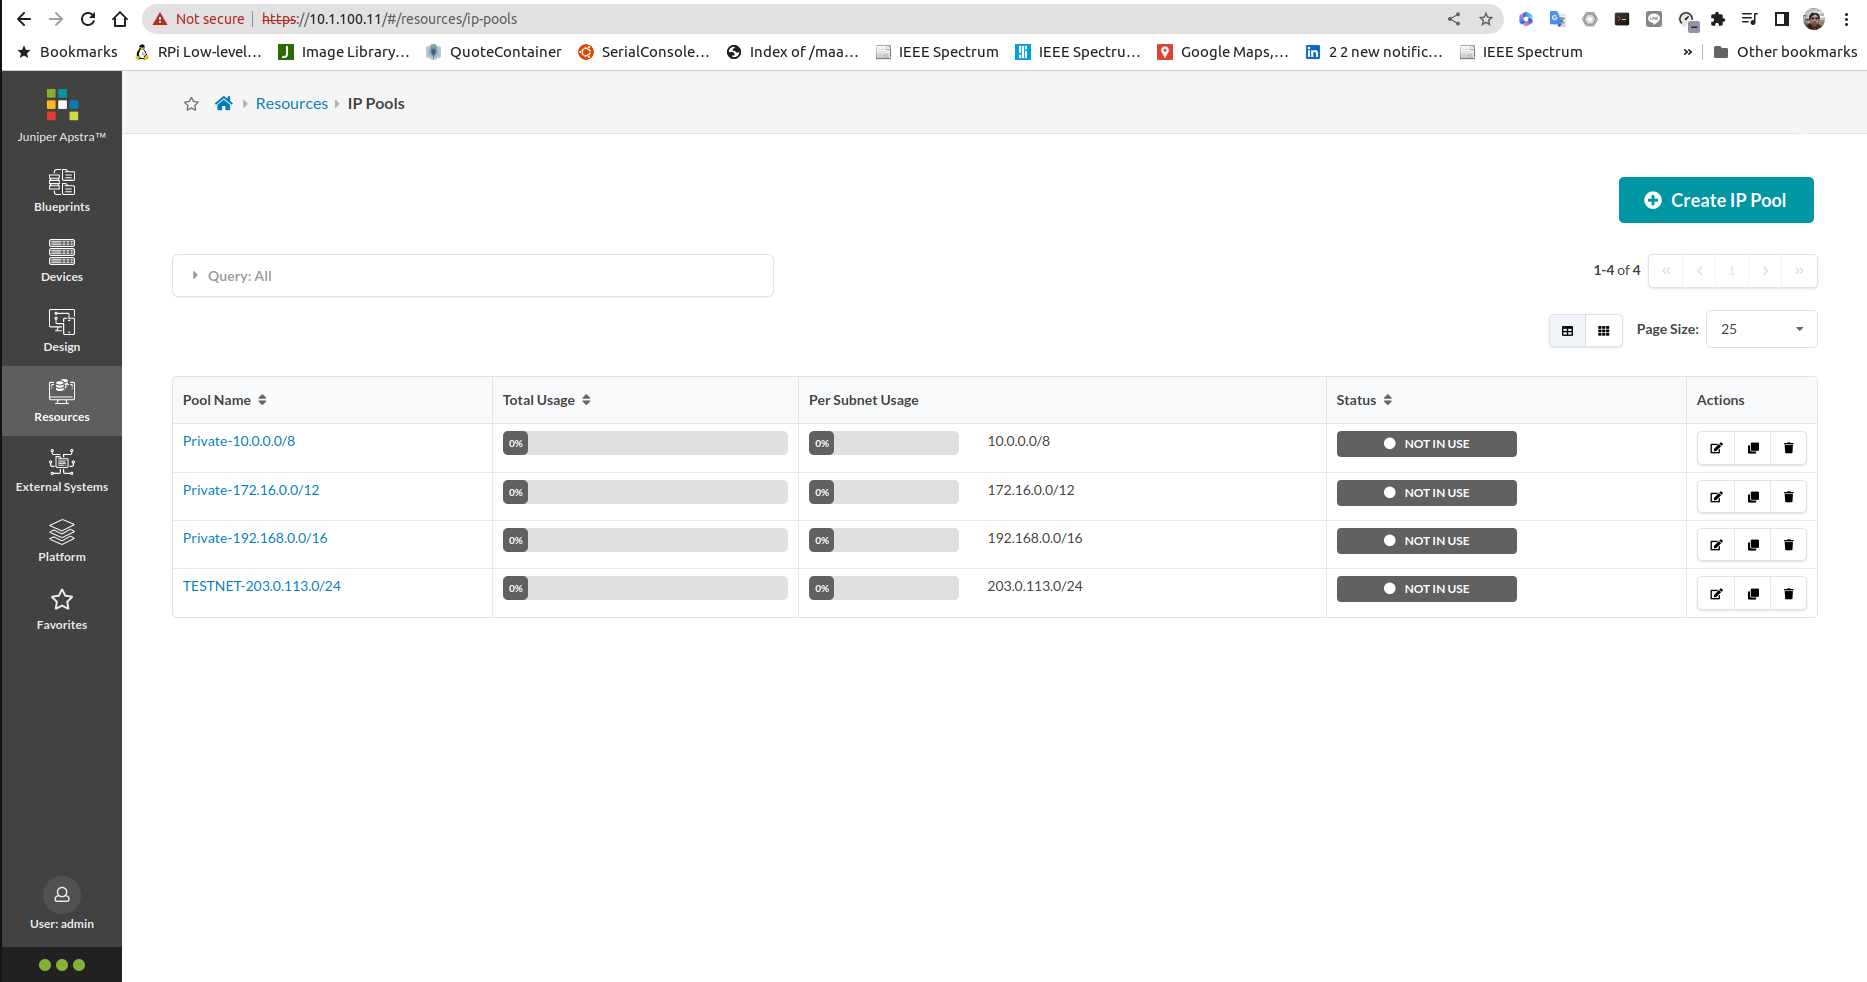 Not secure https://10.1.100.11/#/resources/ip-pools
Bookmarks RPi Low-level... Image Library,... QuoteContainer SerialConsole... Index of /maa... IEEE Spectrum IEEE Spectru... Google Maps,... 2 2 new notific... IEEE Spectrum » Other bookmarks
Juniper Apstra™
Blueprints
Devices
Design
Resources
External Systems
Platform
Favorites
User: admin
Resources IP Pools
Create IP Pool
Query: All
1-4 of 4 « ‹ 1 › »
Page Size: 25
Pool Name Total Usage Per Subnet Usage Status Actions
Private-10.0.0.0/8 0% 0% 10.0.0.0/8 NOT IN USE
Private-172.16.0.0/12 0% 0% 172.16.0.0/12 NOT IN USE
Private-192.168.0.0/16 0% 0% 192.168.0.0/16 NOT IN USE
TESTNET-203.0.113.0/24 0% 0% 203.0.113.0/24 NOT IN USE